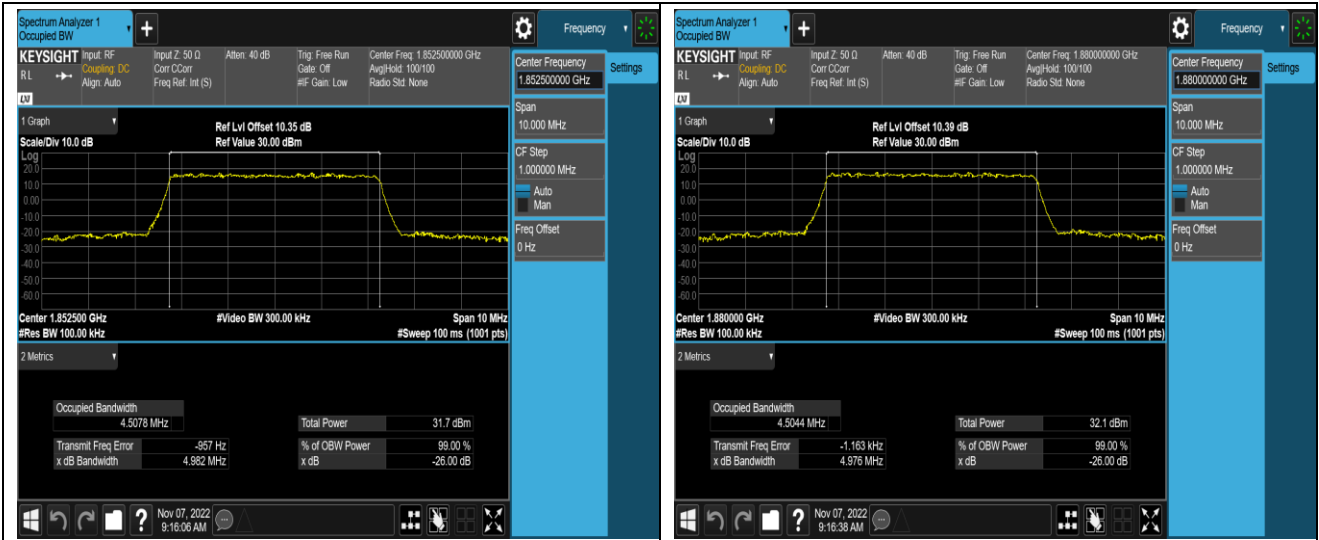 Spectrum Analyzer 1
Occupied BW
+
Frequency
KEYSIGHT
RL
LXI
Input: RF
Coupling: DC
Align: Auto
Input Z: 50 Ω
Corr CCorr
Freq Ref: Int (S)
Atten: 40 dB
Trig: Free Run
Gate: Off
#IF Gain: Low
Center Freq: 1.852500000 GHz
Avg|Hold: 100/100
Radio Std: None
Center Frequency
1.852500000 GHz
Settings
Span
10.000 MHz
CF Step
1.000000 MHz
Auto
Man
Freq Offset
0 Hz
1 Graph
Scale/Div 10.0 dB
Ref Lvl Offset 10.35 dB
Ref Value 30.00 dBm
Log
20.0
10.0
0.00
-10.0
-20.0
-30.0
-40.0
-50.0
-60.0
Center 1.852500 GHz
#Video BW 300.00 kHz
Span 10 MHz
#Res BW 100.00 kHz
#Sweep 100 ms (1001 pts)
2 Metrics
Occupied Bandwidth
4.5078 MHz
Total Power 31.7 dBm
Transmit Freq Error -957 Hz
% of OBW Power 99.00 %
x dB Bandwidth 4.982 MHz
x dB -26.00 dB
?
Nov 07, 2022
9:16:06 AM
Spectrum Analyzer 1
Occupied BW
+
Frequency
KEYSIGHT
RL
LXI
Input: RF
Coupling: DC
Align: Auto
Input Z: 50 Ω
Corr CCorr
Freq Ref: Int (S)
Atten: 40 dB
Trig: Free Run
Gate: Off
#IF Gain: Low
Center Freq: 1.880000000 GHz
Avg|Hold: 100/100
Radio Std: None
Center Frequency
1.880000000 GHz
Settings
Span
10.000 MHz
CF Step
1.000000 MHz
Auto
Man
Freq Offset
0 Hz
1 Graph
Scale/Div 10.0 dB
Ref Lvl Offset 10.39 dB
Ref Value 30.00 dBm
Log
20.0
10.0
0.00
-10.0
-20.0
-30.0
-40.0
-50.0
-60.0
Center 1.880000 GHz
#Video BW 300.00 kHz
Span 10 MHz
#Res BW 100.00 kHz
#Sweep 100 ms (1001 pts)
2 Metrics
Occupied Bandwidth
4.5044 MHz
Total Power 32.1 dBm
Transmit Freq Error -1.163 kHz
% of OBW Power 99.00 %
x dB Bandwidth 4.976 MHz
x dB -26.00 dB
?
Nov 07, 2022
9:16:38 AM